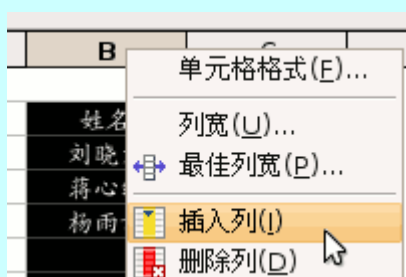 B
单元格格式(F)...
姓名
列宽(U)...
刘晓
最佳列宽(P)...
蒋心
杨雨
插入列(I)
删除列(D)